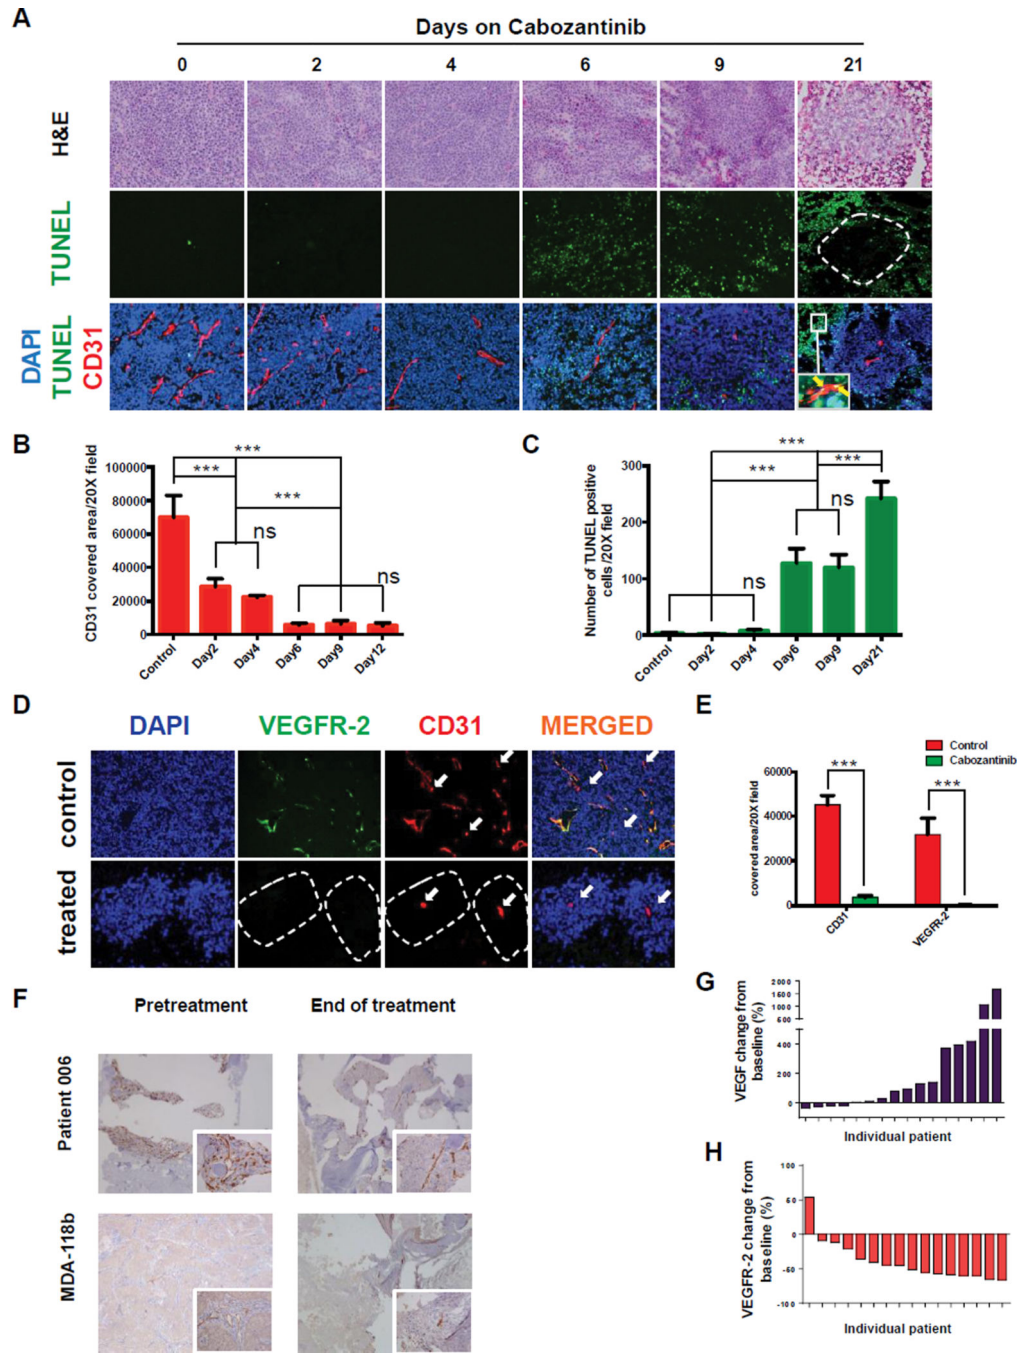 A
Days on Cabozantinib
0 2 4 6 9 21
H&E
TUNEL
DAPI
TUNEL
CD31
B
CD31 covered area/20X field
100000
80000
60000
40000
20000
0
***
***
***
ns
ns
Control Day2 Day4 Day6 Day9 Day12
C
Number of TUNEL positive
cells /20X field
300
200
100
0
***
***
***
ns
ns
Control Day2 Day4 Day6 Day9 Day21
D
DAPI VEGFR-2 CD31 MERGED
control
treated
E
Control
Cabozantinib
covered area/20X field
60000
40000
20000
0
***
***
CD31 VEGFR-2
F
Pretreatment End of treatment
Patient 006
MDA-118b
G
VEGF change from
baseline (%)
2000
1500
1000
500
400
200
0
Individual patient
H
VEGFR-2 change from
baseline (%)
100
50
0
-50
-100
Individual patient